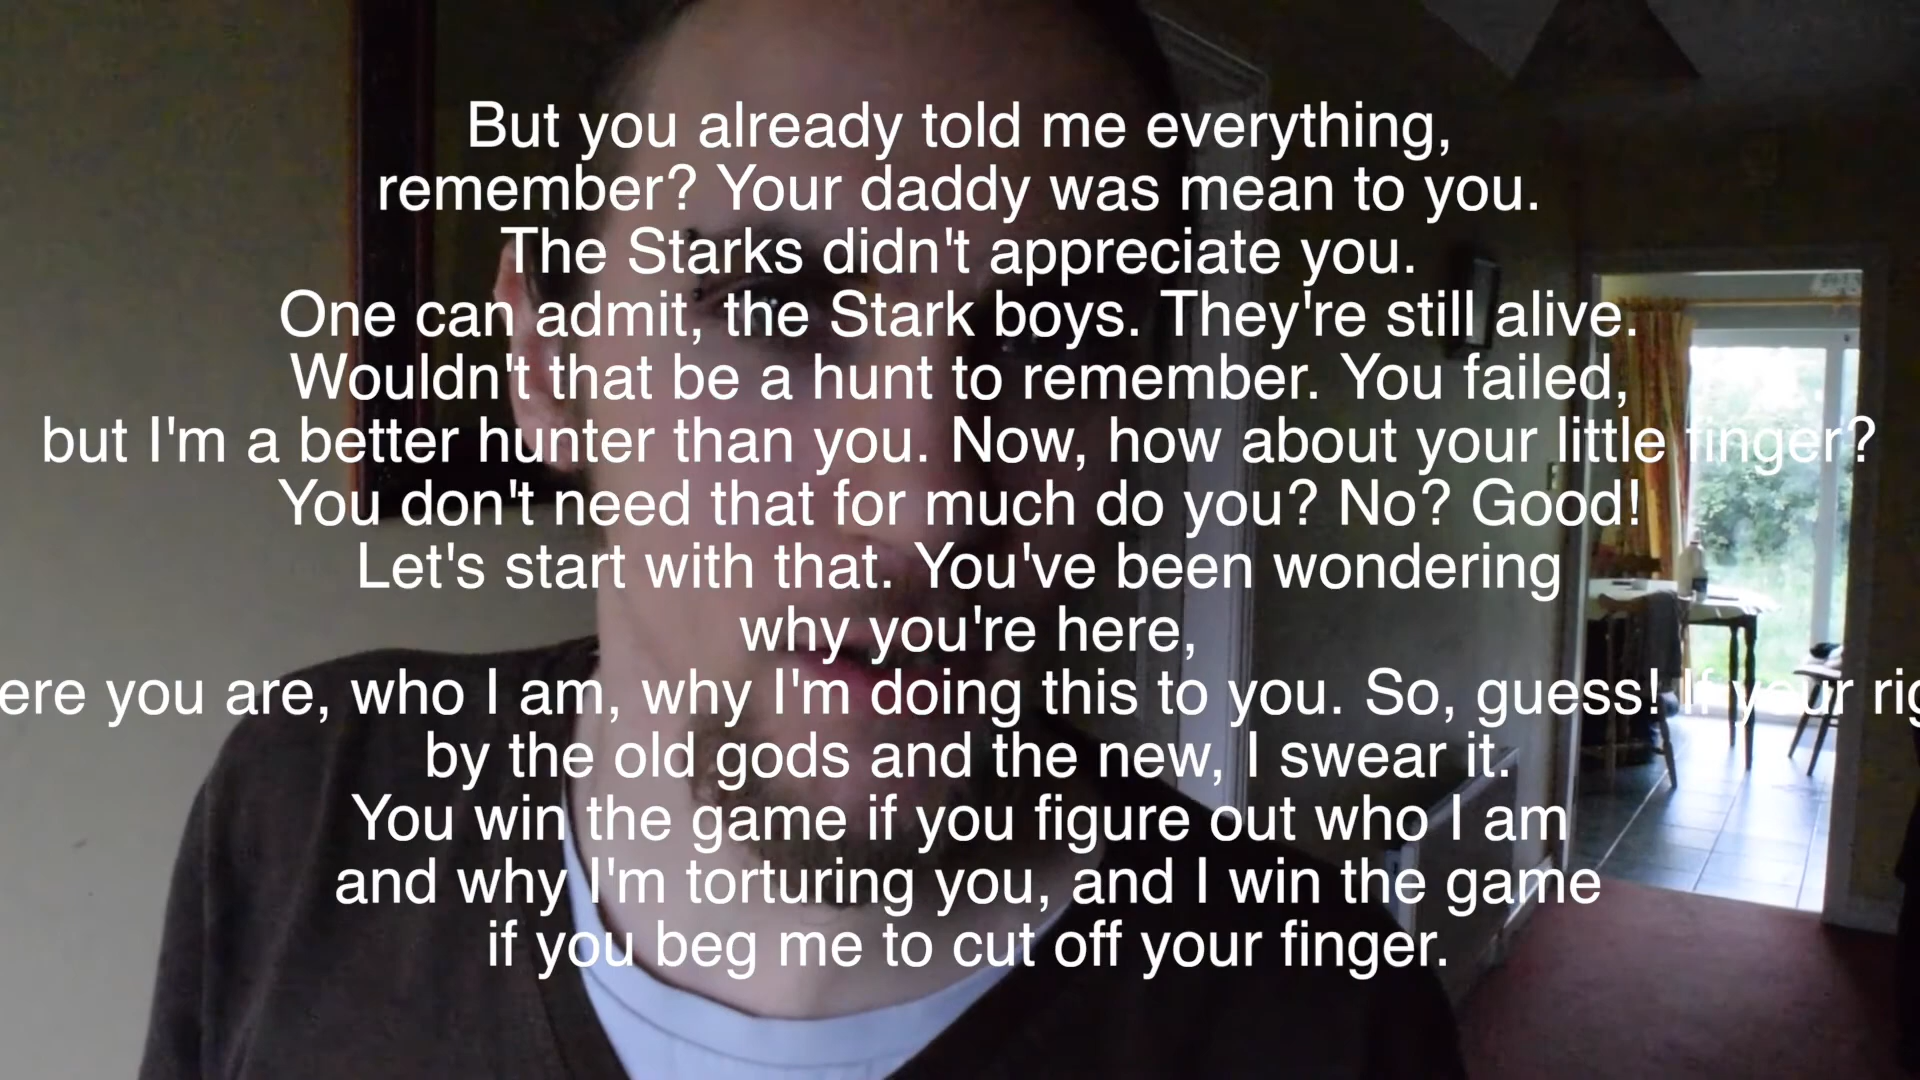 But you already told me everything,
remember? Your daddy was mean to you.
The Starks didn't appreciate you.
One can admit, the Stark boys. They're still alive.
Wouldn't that be a hunt to remember. You failed,
but I'm a better hunter than you. Now, how about your little finger?
You don't need that for much do you? No? Good!
Let's start with that. You've been wondering
why you're here,
ere you are, who I am, why I'm doing this to you. So, guess! If your rig
by the old gods and the new, I swear it.
You win the game if you figure out who I am
and why I'm torturing you, and I win the game
if you beg me to cut off your finger.